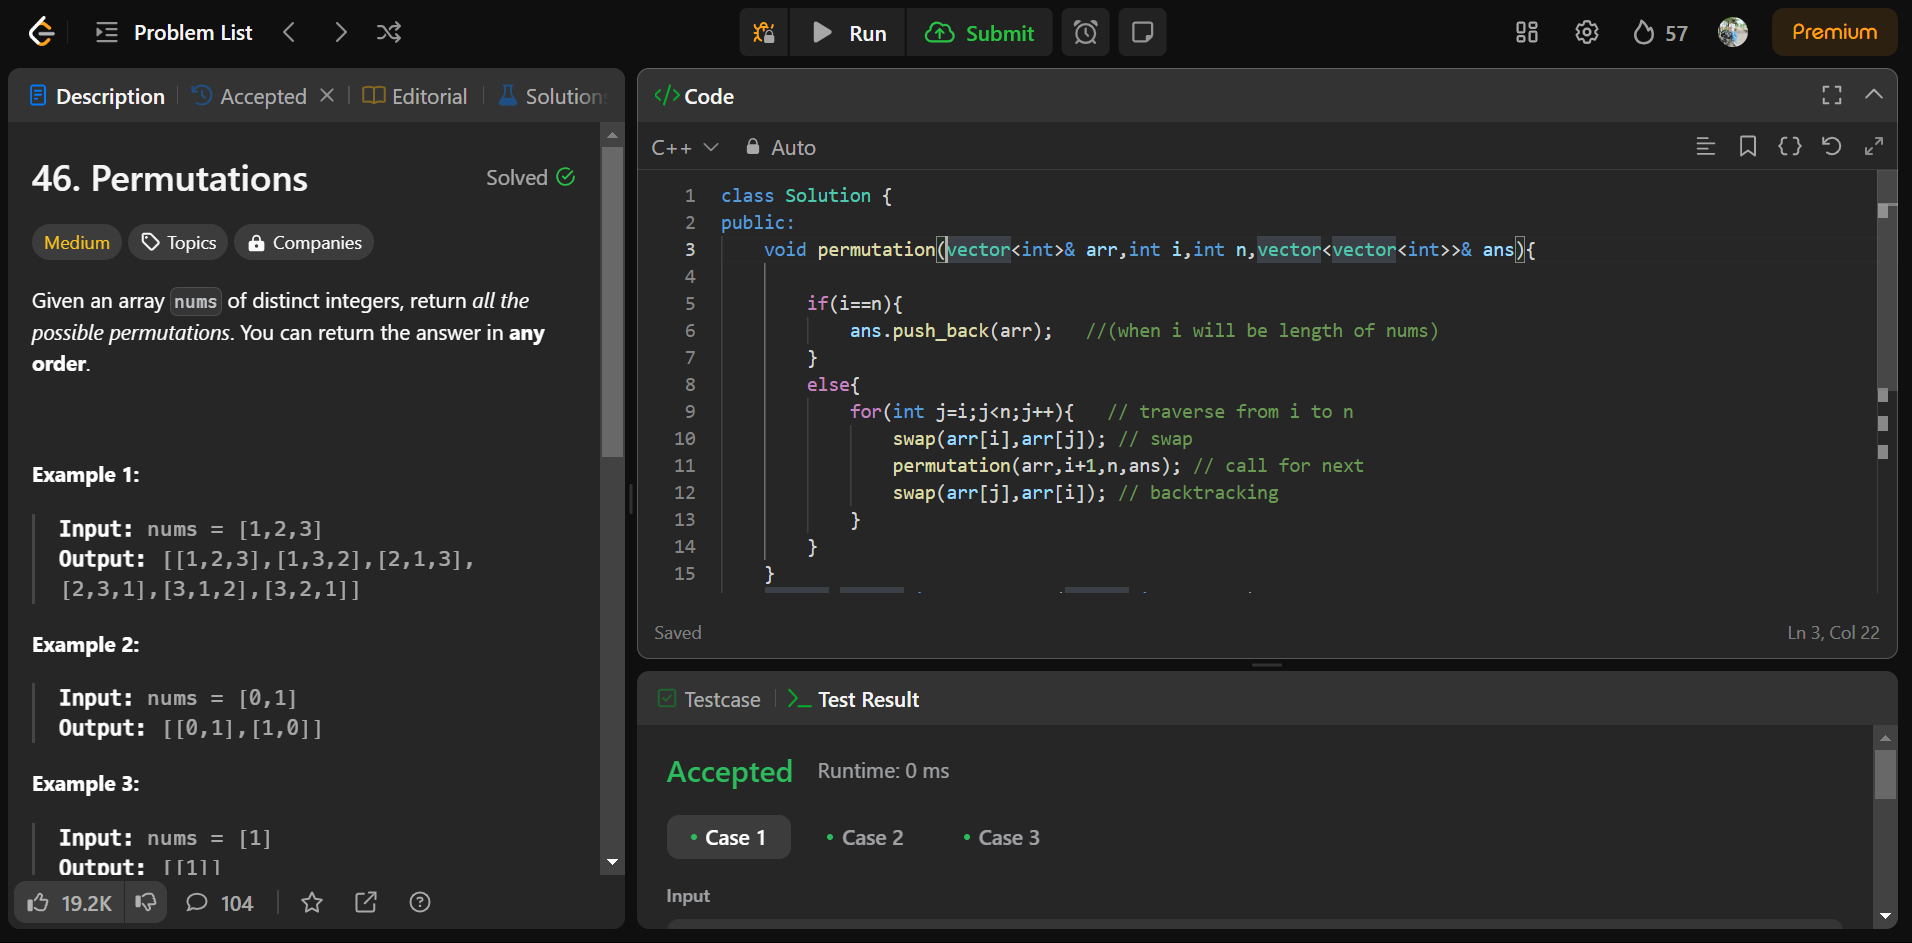 Problem List
Run
Submit
57
Premium
Description
Accepted
Editorial
Solution
46. Permutations
Solved
Medium
Topics
Companies
Given an array nums of distinct integers, return all the
possible permutations. You can return the answer in any
order.
Example 1:
Input: nums = [1,2,3]
Output: [[1,2,3],[1,3,2],[2,1,3],
[2,3,1],[3,1,2],[3,2,1]]
Example 2:
Input: nums = [0,1]
Output: [[0,1],[1,0]]
Example 3:
Input: nums = [1]
Output: [[1]]
19.2K
104
</> Code
C++
Auto
1 class Solution {
2 public:
3 void permutation(vector<int>& arr,int i,int n,vector<vector<int>>& ans){
4
5 if(i==n){
6 ans.push_back(arr); //(when i will be length of nums)
7 }
8 else{
9 for(int j=i;j<n;j++){ // traverse from i to n
10 swap(arr[i],arr[j]); // swap
11 permutation(arr,i+1,n,ans); // call for next
12 swap(arr[j],arr[i]); // backtracking
13 }
14 }
15 }
Saved
Ln 3, Col 22
Testcase
Test Result
Accepted
Runtime: 0 ms
Case 1
Case 2
Case 3
Input